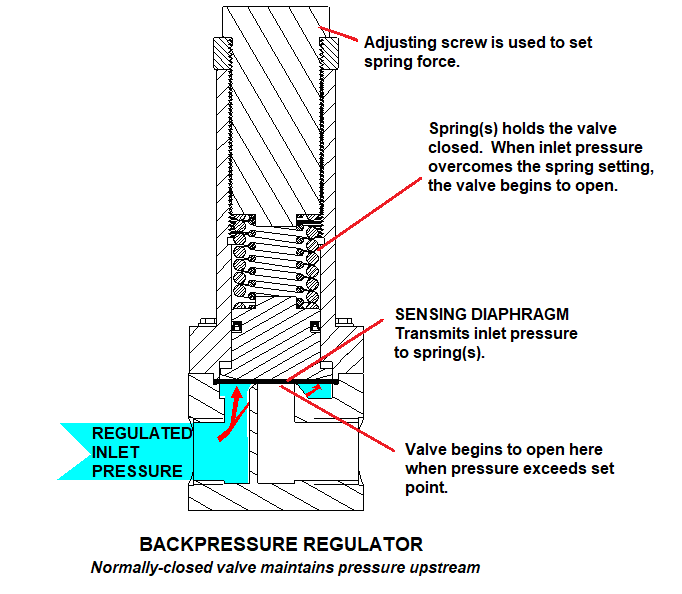 Adjusting screw is used to set
spring force.
Spring(s) holds the valve
closed.  When inlet pressure
overcomes the spring setting,
the valve begins to open.
SENSING DIAPHRAGM
Transmits inlet pressure
to spring(s).
REGULATED
INLET
PRESSURE
Valve begins to open here
when pressure exceeds set
point.
BACKPRESSURE REGULATOR
Normally-closed valve maintains pressure upstream